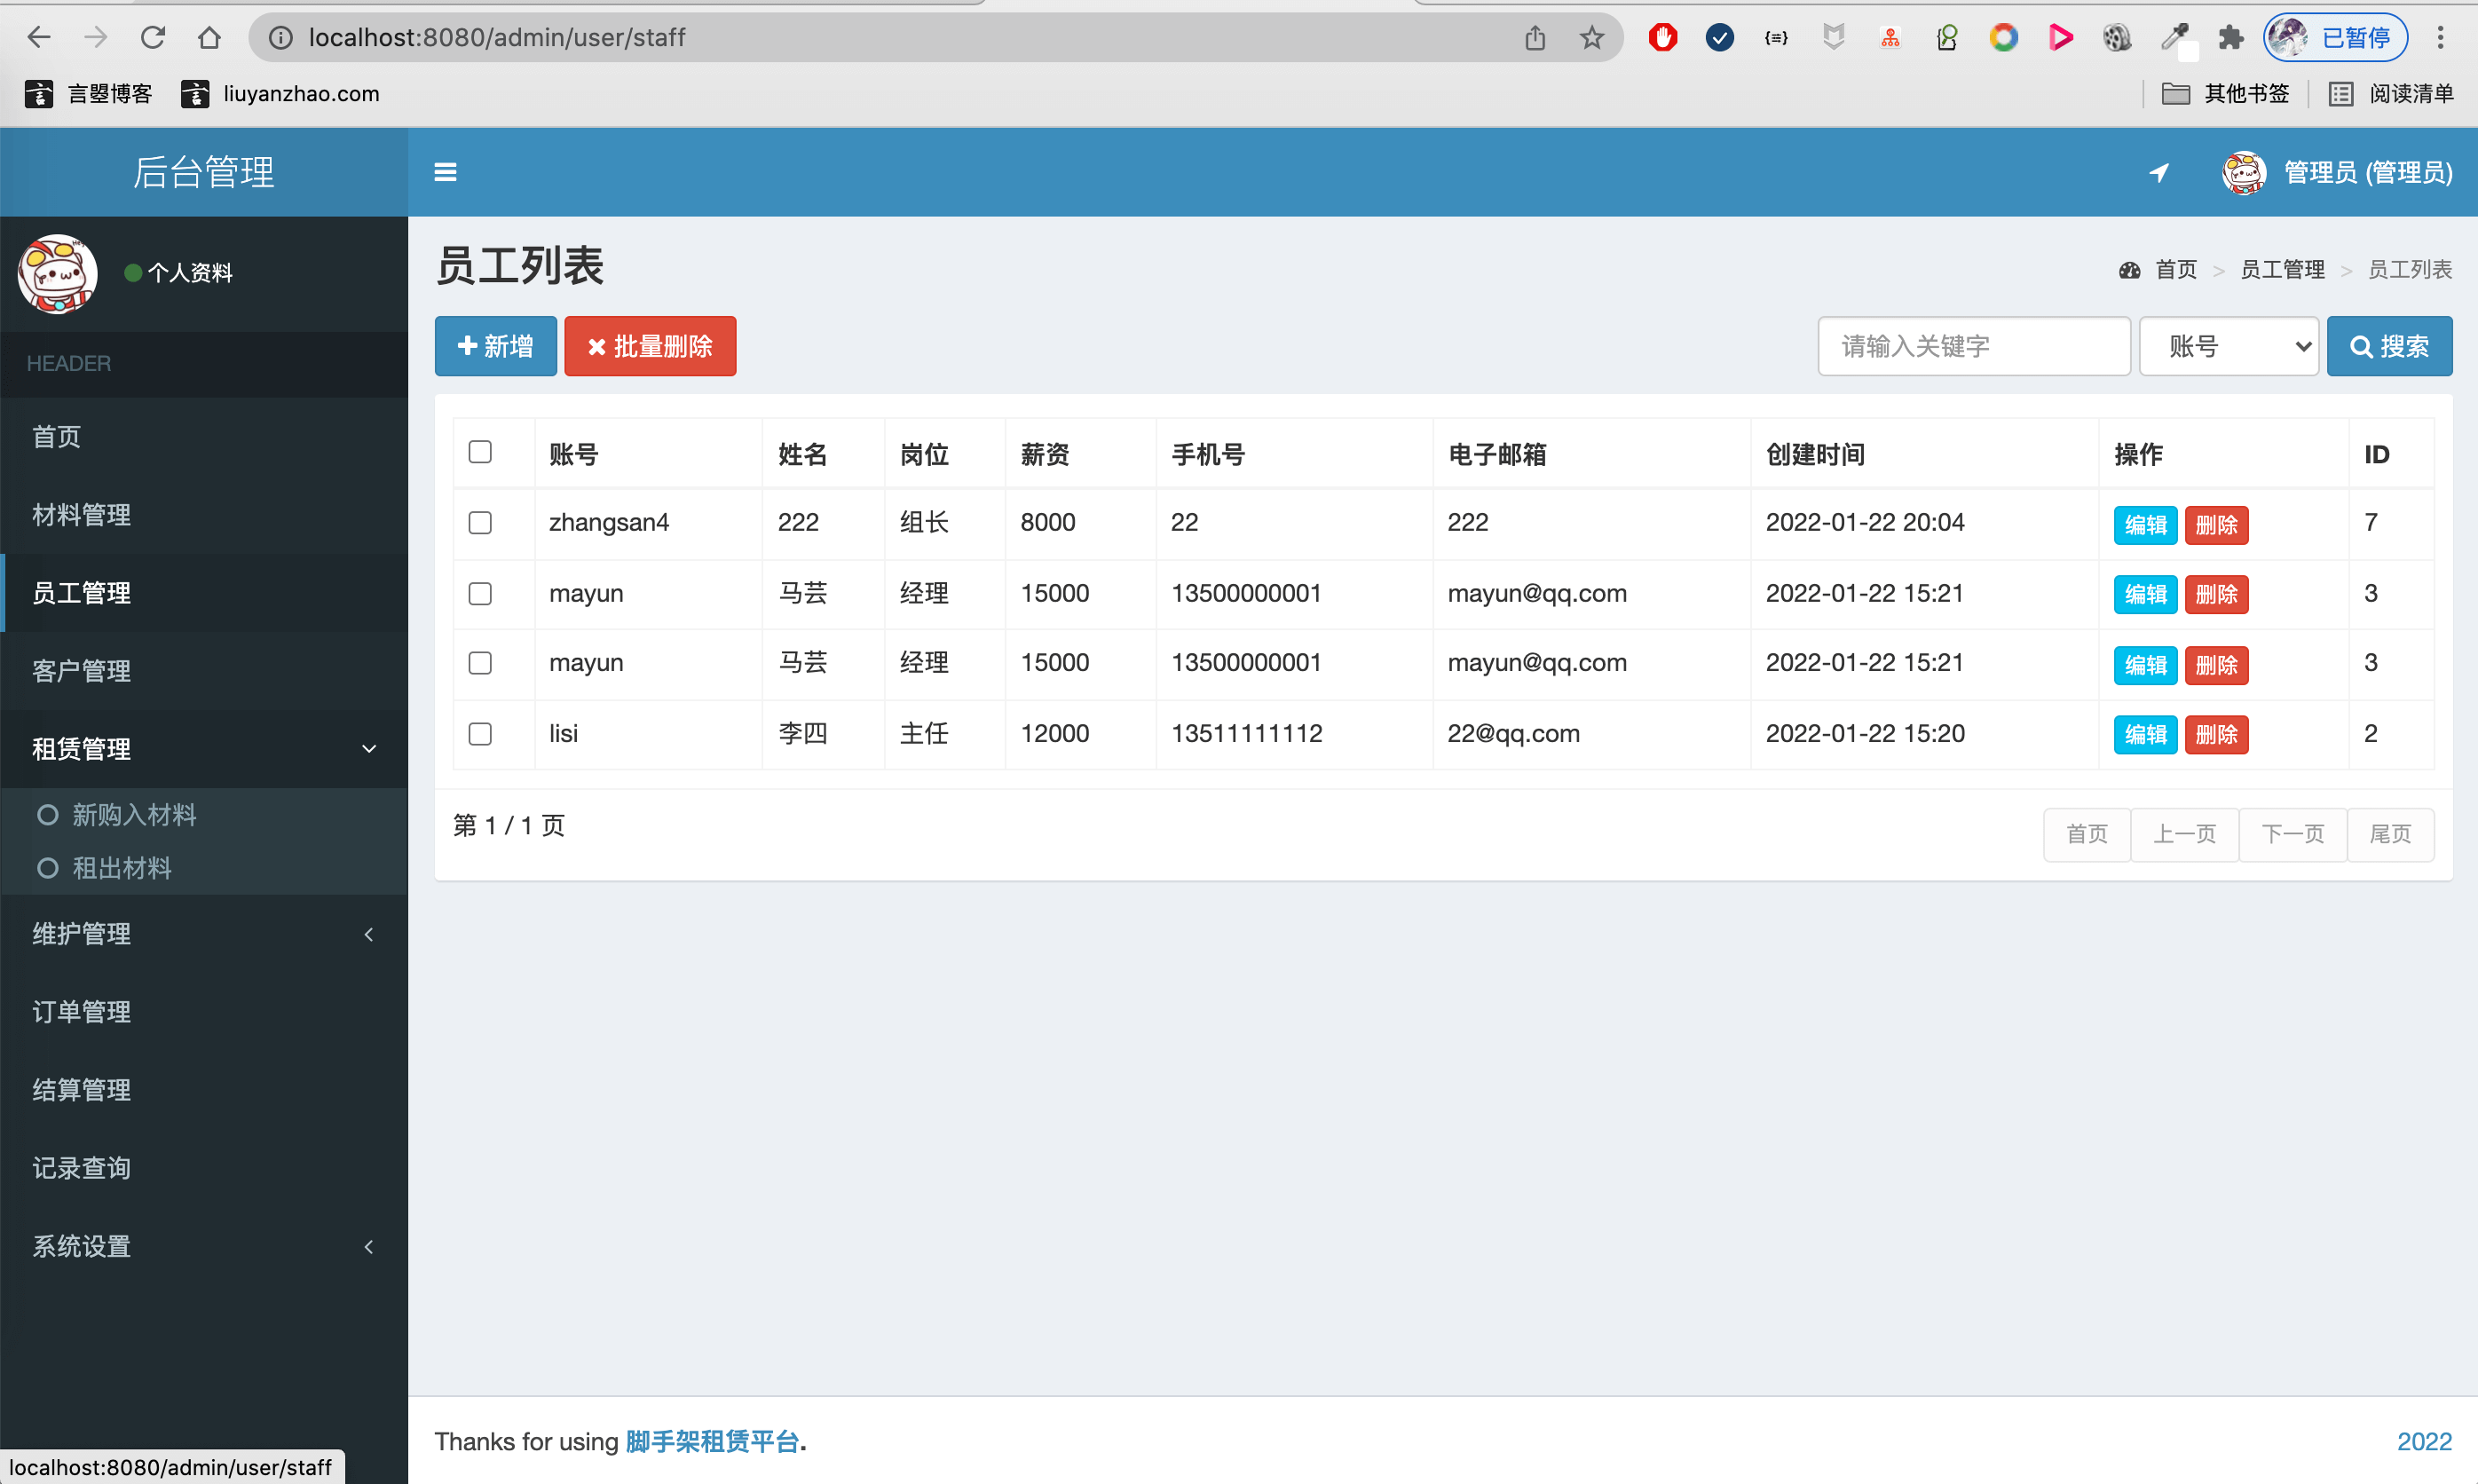 localhost:8080/admin/user/staff
已暂停
言曌博客
liuyanzhao.com
其他书签
阅读清单
后台管理
管理员 (管理员)
个人资料
HEADER
首页
材料管理
员工管理
客户管理
租赁管理
新购入材料
租出材料
维护管理
订单管理
结算管理
记录查询
系统设置
员工列表
首页 > 员工管理 > 员工列表
新增 批量删除
请输入关键字 账号 搜索
账号 姓名 岗位 薪资 手机号 电子邮箱 创建时间 操作 ID
zhangsan4 222 组长 8000 22 222 2022-01-22 20:04 编辑 删除 7
mayun 马芸 经理 15000 13500000001 mayun@qq.com 2022-01-22 15:21 编辑 删除 3
mayun 马芸 经理 15000 13500000001 mayun@qq.com 2022-01-22 15:21 编辑 删除 3
lisi 李四 主任 12000 13511111112 22@qq.com 2022-01-22 15:20 编辑 删除 2
第 1 / 1 页
首页 上一页 下一页 尾页
Thanks for using 脚手架租赁平台.
2022
localhost:8080/admin/user/staff